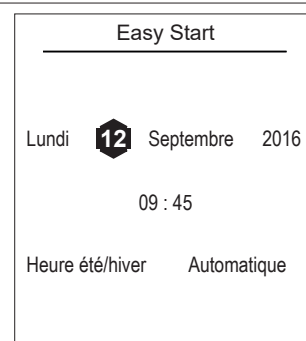 Easy Start
Lundi 12 Septembre 2016
09 : 45
Heure été/hiver Automatique